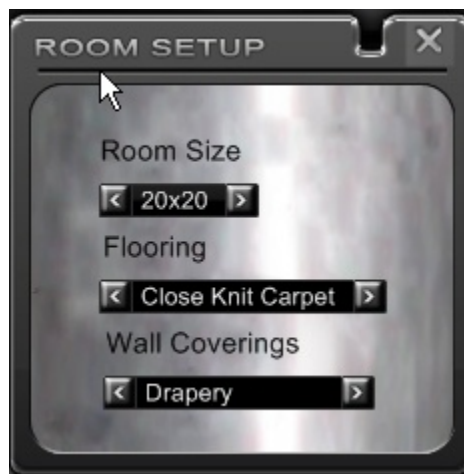 ROOM SETUP
Room Size
20x20
Flooring
Close Knit Carpet
Wall Coverings
Drapery